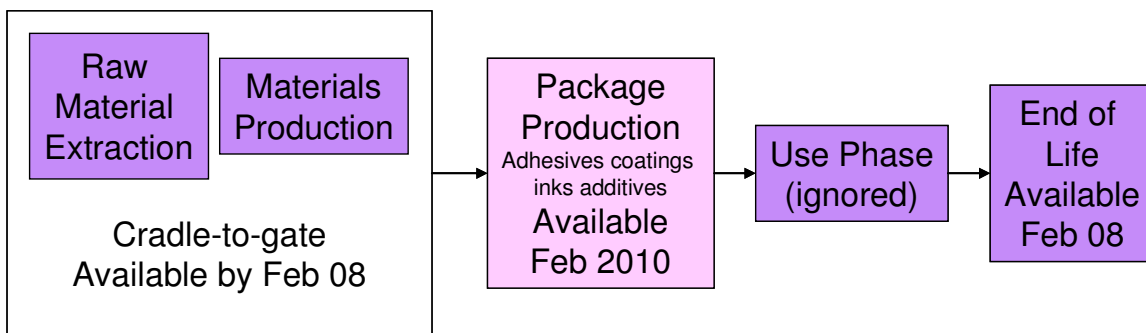 Raw
Material
Extraction
Materials
Production
Cradle-to-gate
Available by Feb 08
Package
Production
Adhesives coatings
inks additives
Available
Feb 2010
Use Phase
(ignored)
End of
Life
Available
Feb 08